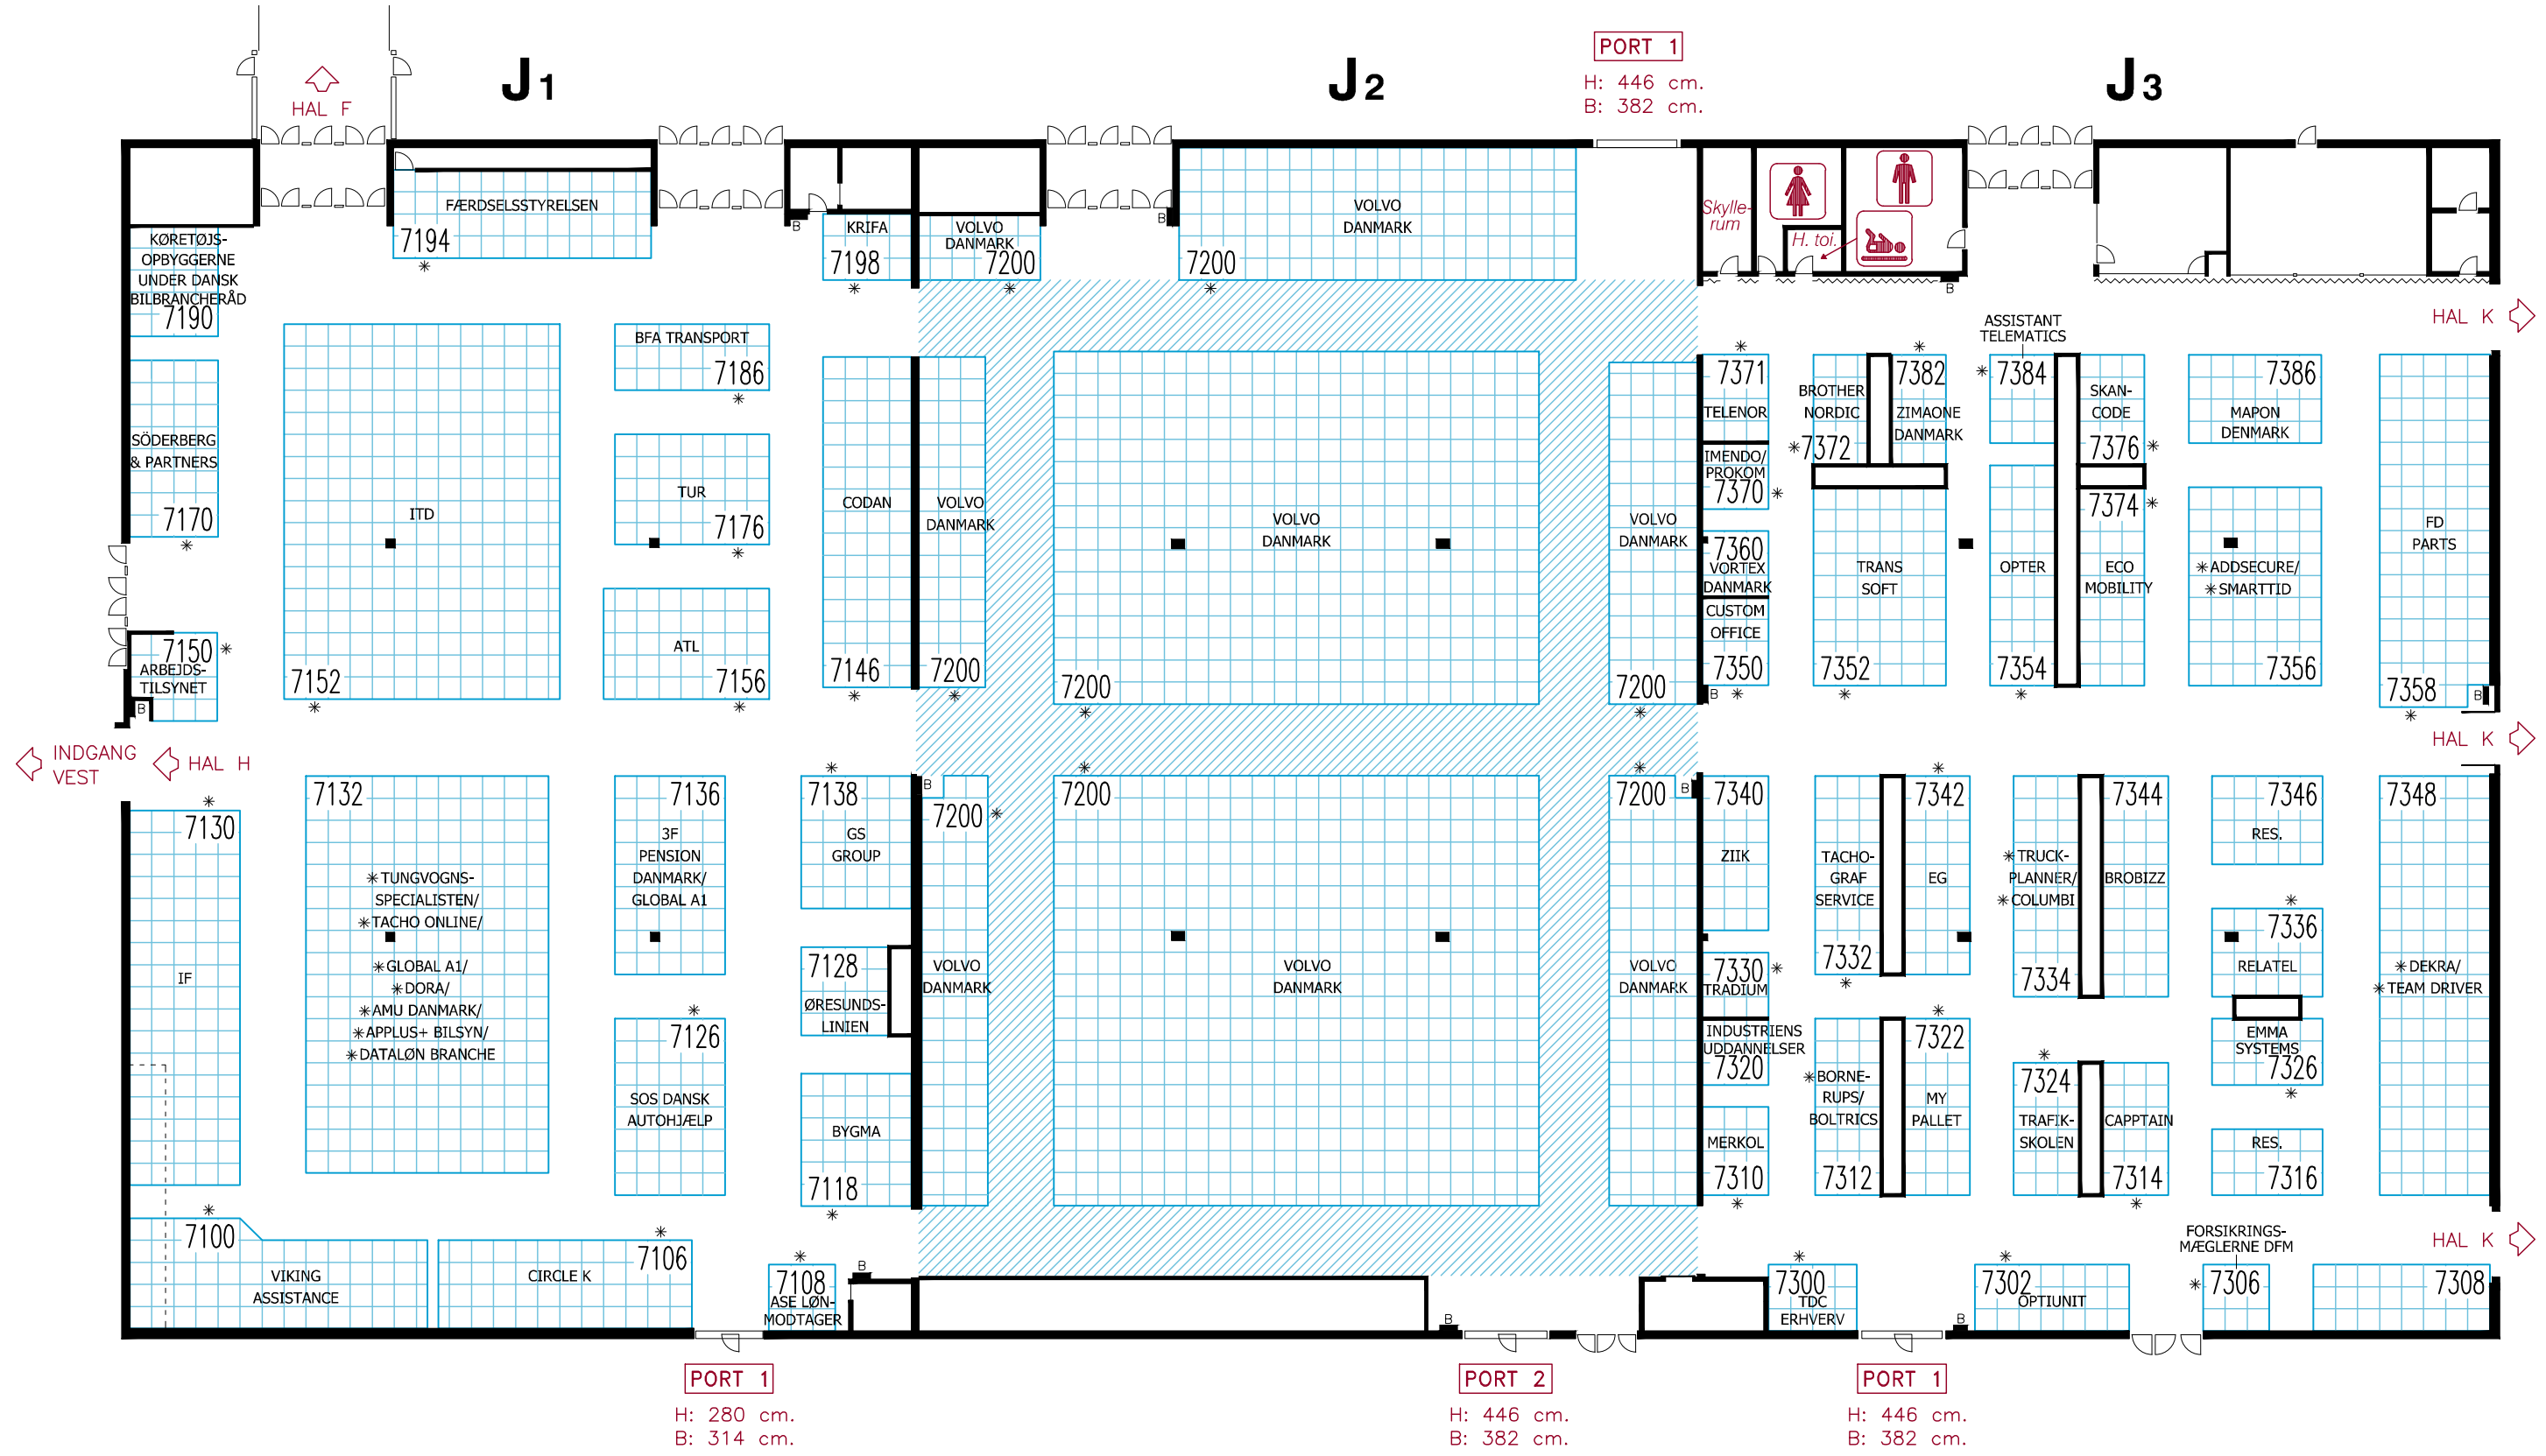 PORT 1
H: 446 cm.
B: 382 cm.
J1
J2
J3
HAL F
FÆRDSELSSTYRELSEN
7194
KØRETØJS-
OPBYGGERNE
UNDER DANSK
BILBRANCHERÅD
7190
B
KRIFA
7198
VOLVO
DANMARK
7200
B
VOLVO
DANMARK
7200
Skylle-
rum
H. toi.
B
HAL K
SÖDERBERG
& PARTNERS
7170
ITD
7152
BFA TRANSPORT
7186
TUR
7176
ATL
7156
CODAN
7146
VOLVO
DANMARK
7200
VOLVO
DANMARK
7200
VOLVO
DANMARK
7200
7371
TELENOR
IMENDO/
PROKOM
7370
7360
VORTEX
DANMARK
CUSTOM
OFFICE
7350
B
BROTHER
NORDIC
7372
7382
ZIMAONE
DANMARK
TRANS
SOFT
7352
ASSISTANT
TELEMATICS
7384
OPTER
7354
SKAN-
CODE
7376
7374
ECO
MOBILITY
7386
MAPON
DENMARK
*ADDSECURE/
*SMARTTID
7356
FD
PARTS
7358
B
7150
ARBEJDS-
TILSYNET
B
INDGANG
VEST
HAL H
HAL K
7130
IF
7132
*TUNGVOGNS-
SPECIALISTEN/
*TACHO ONLINE/
*GLOBAL A1/
*DORA/
*AMU DANMARK/
*APPLUS+ BILSYN/
*DATALØN BRANCHE
7136
3F
PENSION
DANMARK/
GLOBAL A1
7126
SOS DANSK
AUTOHJÆLP
7138
GS
GROUP
7128
ØRESUNDS-
LINIEN
BYGMA
7118
B
7200
VOLVO
DANMARK
7200
VOLVO
DANMARK
7200
B
VOLVO
DANMARK
7340
ZIIK
7330
TRADIUM
INDUSTRIENS
UDDANNELSER
7320
MERKOL
7310
TACHO-
GRAF
SERVICE
7332
7342
EG
*BORNE-
RUPS/
BOLTRICS
7312
7322
MY
PALLET
*TRUCK-
PLANNER/
*COLUMBI
7334
7344
BROBIZZ
7324
TRAFIK-
SKOLEN
CAPPTAIN
7314
7346
RES.
7336
RELATEL
EMMA
SYSTEMS
7326
RES.
7316
7348
*DEKRA/
*TEAM DRIVER
7100
VIKING
ASSISTANCE
7106
CIRCLE K
7108
ASE LØN-
MODTAGER
B
B
7300
TDC
ERHVERV
B
7302
OPTIUNIT
FORSIKRINGS-
MÆGLERNE DFM
7306
7308
HAL K
PORT 1
H: 280 cm.
B: 314 cm.
PORT 2
H: 446 cm.
B: 382 cm.
PORT 1
H: 446 cm.
B: 382 cm.